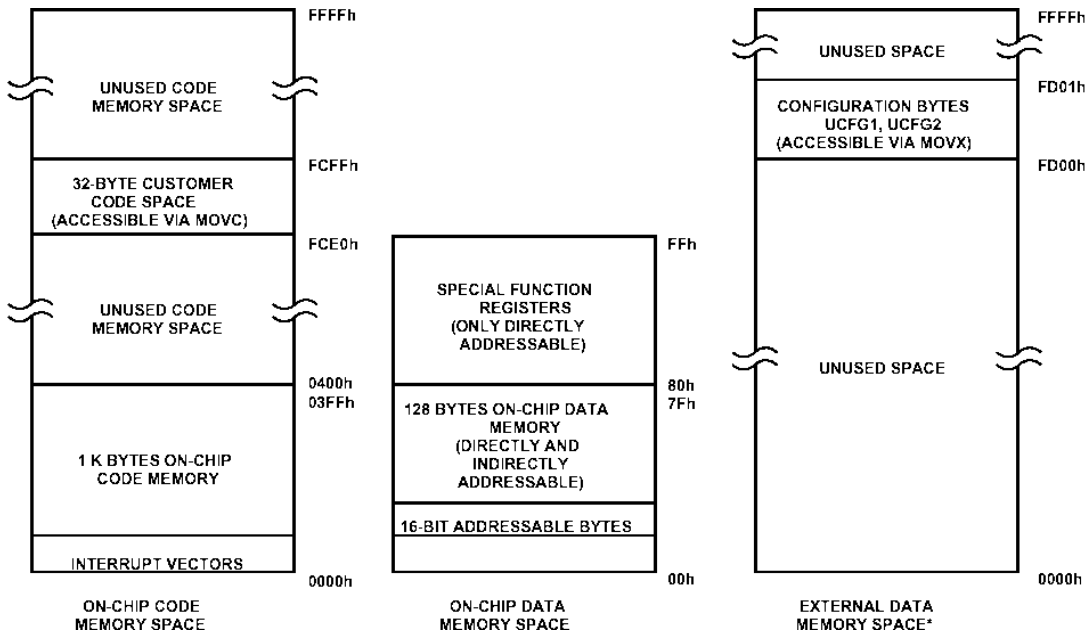 FFFFh
UNUSED CODE
MEMORY SPACE
FCFFh
32-BYTE CUSTOMER
CODE SPACE
(ACCESSIBLE VIA MOVC)
FCE0h
UNUSED CODE
MEMORY SPACE
0400h
03FFh
1 K BYTES ON-CHIP
CODE MEMORY
INTERRUPT VECTORS
0000h
ON-CHIP CODE
MEMORY SPACE
FFh
SPECIAL FUNCTION
REGISTERS
(ONLY DIRECTLY
ADDRESSABLE)
80h
7Fh
128 BYTES ON-CHIP DATA
MEMORY
(DIRECTLY AND
INDIRECTLY
ADDRESSABLE)
16-BIT ADDRESSABLE BYTES
00h
ON-CHIP DATA
MEMORY SPACE
FFFFh
UNUSED SPACE
FD01h
CONFIGURATION BYTES
UCFG1, UCFG2
(ACCESSIBLE VIA MOVX)
FD00h
UNUSED SPACE
0000h
EXTERNAL DATA
MEMORY SPACE*